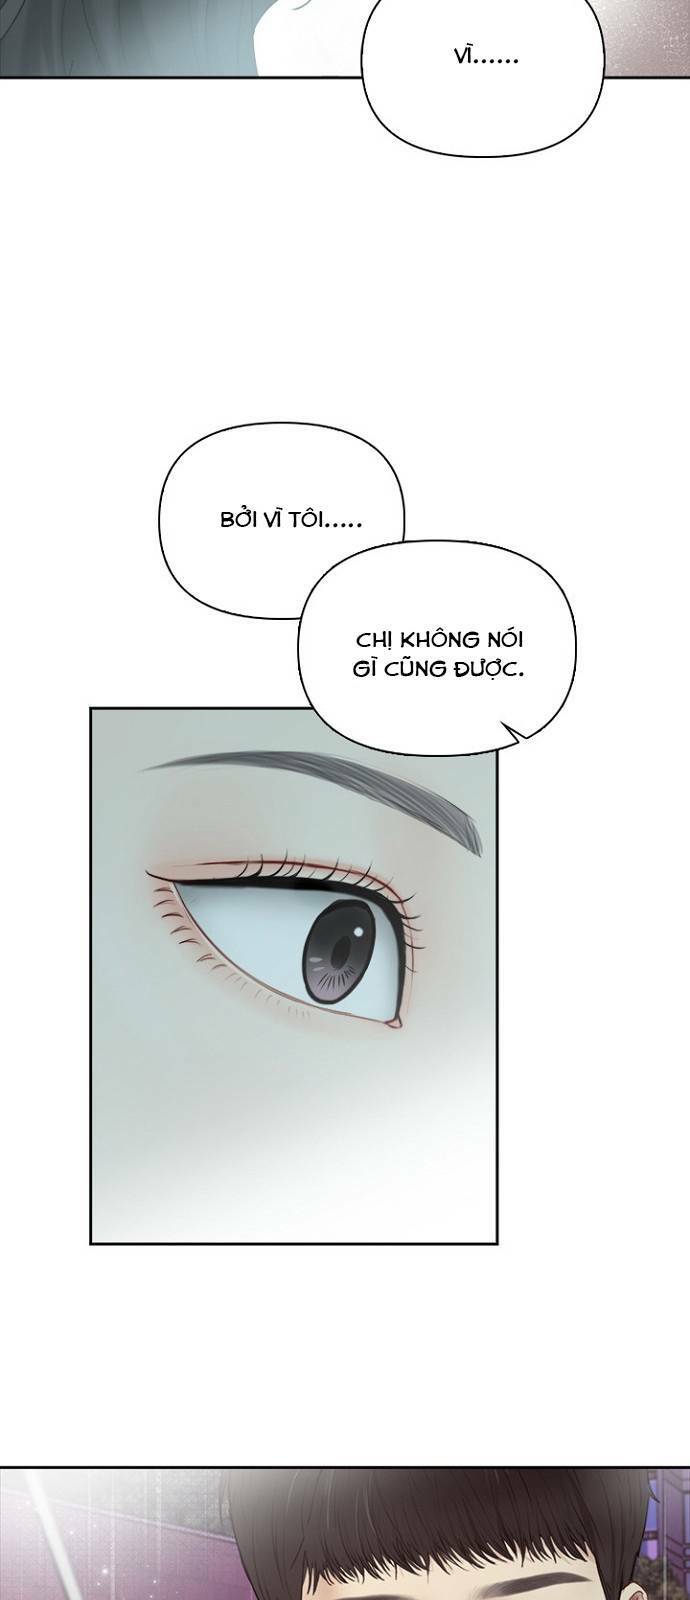 VÌ......
BỞI VÌ TÔI.....
CHỊ KHÔNG NÓI
GÌ CŨNG ĐƯỢC.